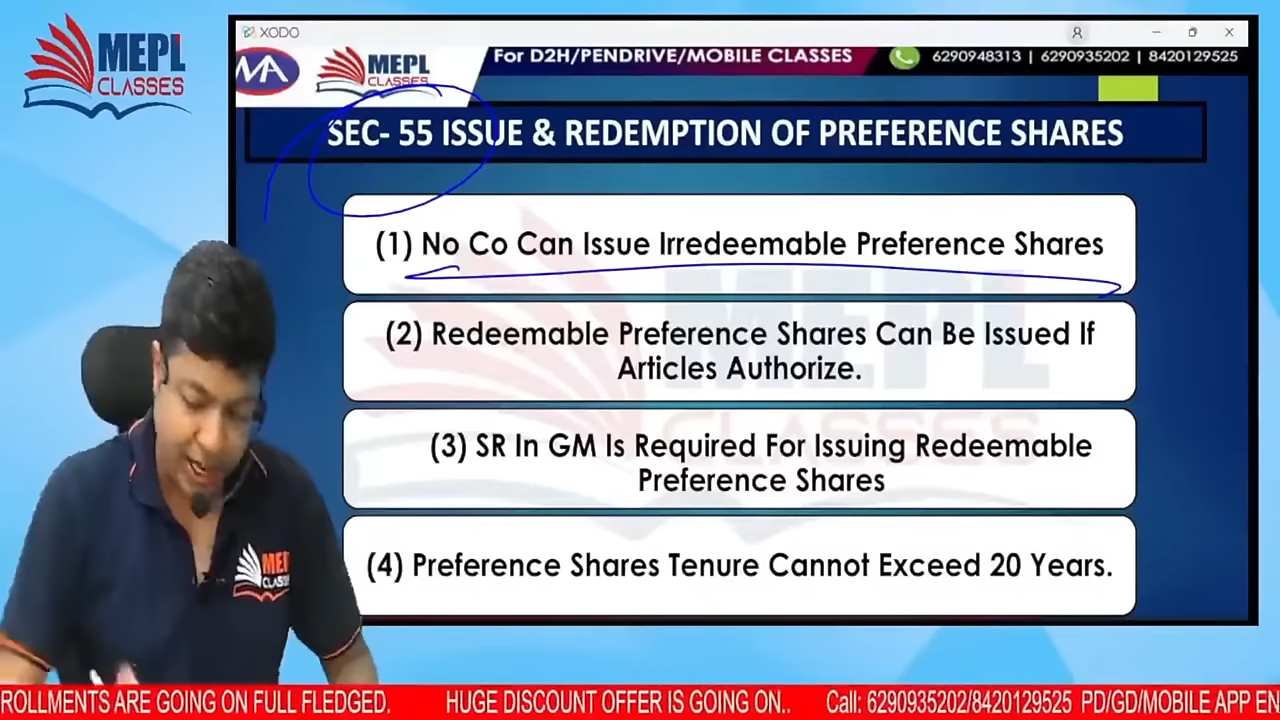 MEPL
CLASSES
XODO
MA
MEPL
CLASSES
For D2H/PENDRIVE/MOBILE CLASSES
6290948313 | 6290935202 | 8420129525
SEC- 55 ISSUE & REDEMPTION OF PREFERENCE SHARES
(1) No Co Can Issue Irredeemable Preference Shares
(2) Redeemable Preference Shares Can Be Issued If
Articles Authorize.
(3) SR In GM Is Required For Issuing Redeemable
Preference Shares
(4) Preference Shares Tenure Cannot Exceed 20 Years.
MEPL
CLASSES
MEPL
CLASSES
ROLLMENTS ARE GOING ON FULL FLEDGED. HUGE DISCOUNT OFFER IS GOING ON.. Call: 6290935202/8420129525 PD/GD/MOBILE APP EN